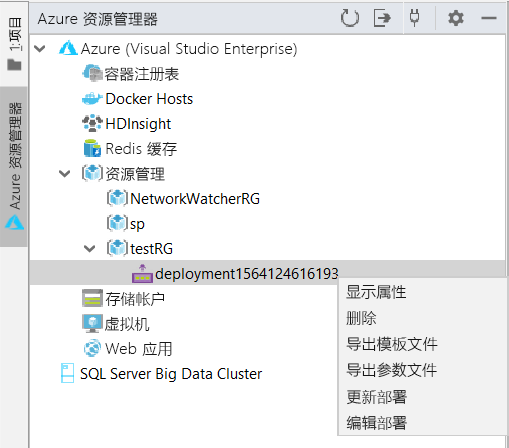 Azure 资源管理器
1:项目
Azure 资源管理器
Azure (Visual Studio Enterprise)
容器注册表
Docker Hosts
HDInsight
Redis 缓存
资源管理
NetworkWatcherRG
sp
testRG
deployment1564124616193
存储帐户
虚拟机
Web 应用
SQL Server Big Data Cluster
显示属性
删除
导出模板文件
导出参数文件
更新部署
编辑部署